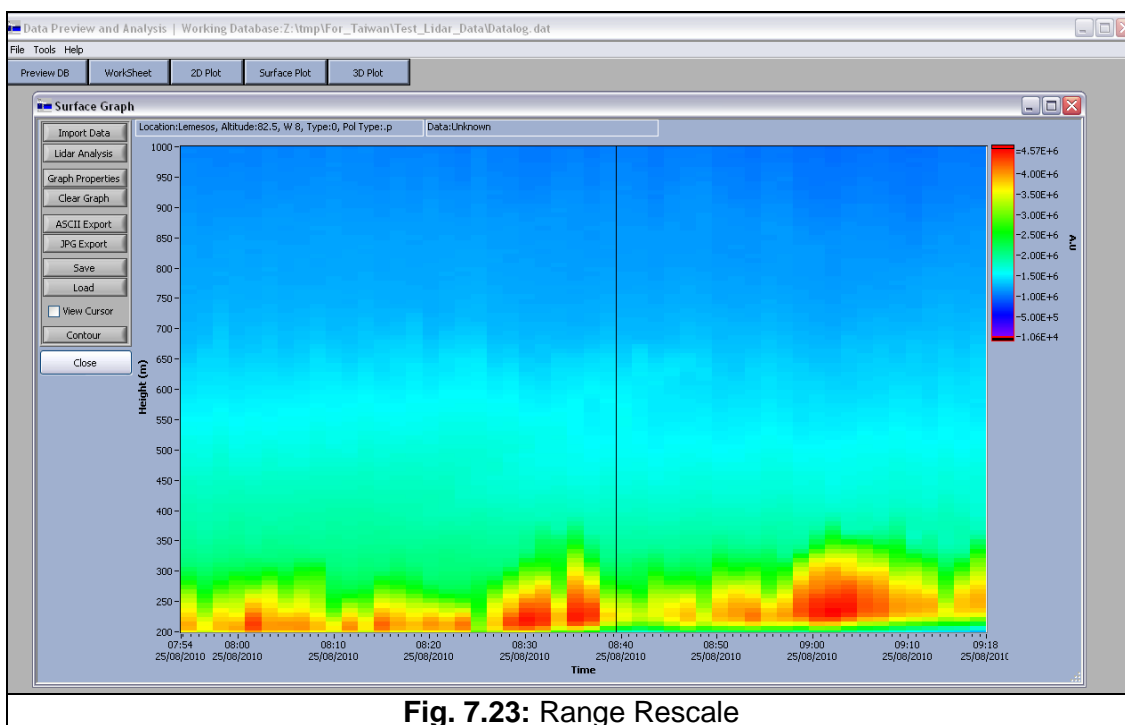 Data Preview and Analysis | Working Database:Z:\tmp\For_Taiwan\Test_Lidar_Data\Datalog.dat
File Tools Help
Preview DB WorkSheet 2D Plot Surface Plot 3D Plot
Surface Graph
Import Data
Lidar Analysis
Graph Properties
Clear Graph
ASCII Export
JPG Export
Save
Load
View Cursor
Contour
Close
Location:Lemesos, Altitude:82.5, W 8, Type:0, Pol Type:.p Data:Unknown
Height (m)
1000
950
900
850
800
750
700
650
600
550
500
450
400
350
300
250
200
07:54 08:00 08:10 08:20 08:30 08:40 08:50 09:00 09:10 09:18
25/08/2010 25/08/2010 25/08/2010 25/08/2010 25/08/2010 25/08/2010 25/08/2010 25/08/2010 25/08/2010 25/08/201(
Time
=4.57E+6
-4.00E+6
-3.50E+6
-3.00E+6
-2.50E+6
-2.00E+6
-1.50E+6
-1.00E+6
-5.00E+5
-1.06E+4
A.U
Fig. 7.23: Range Rescale